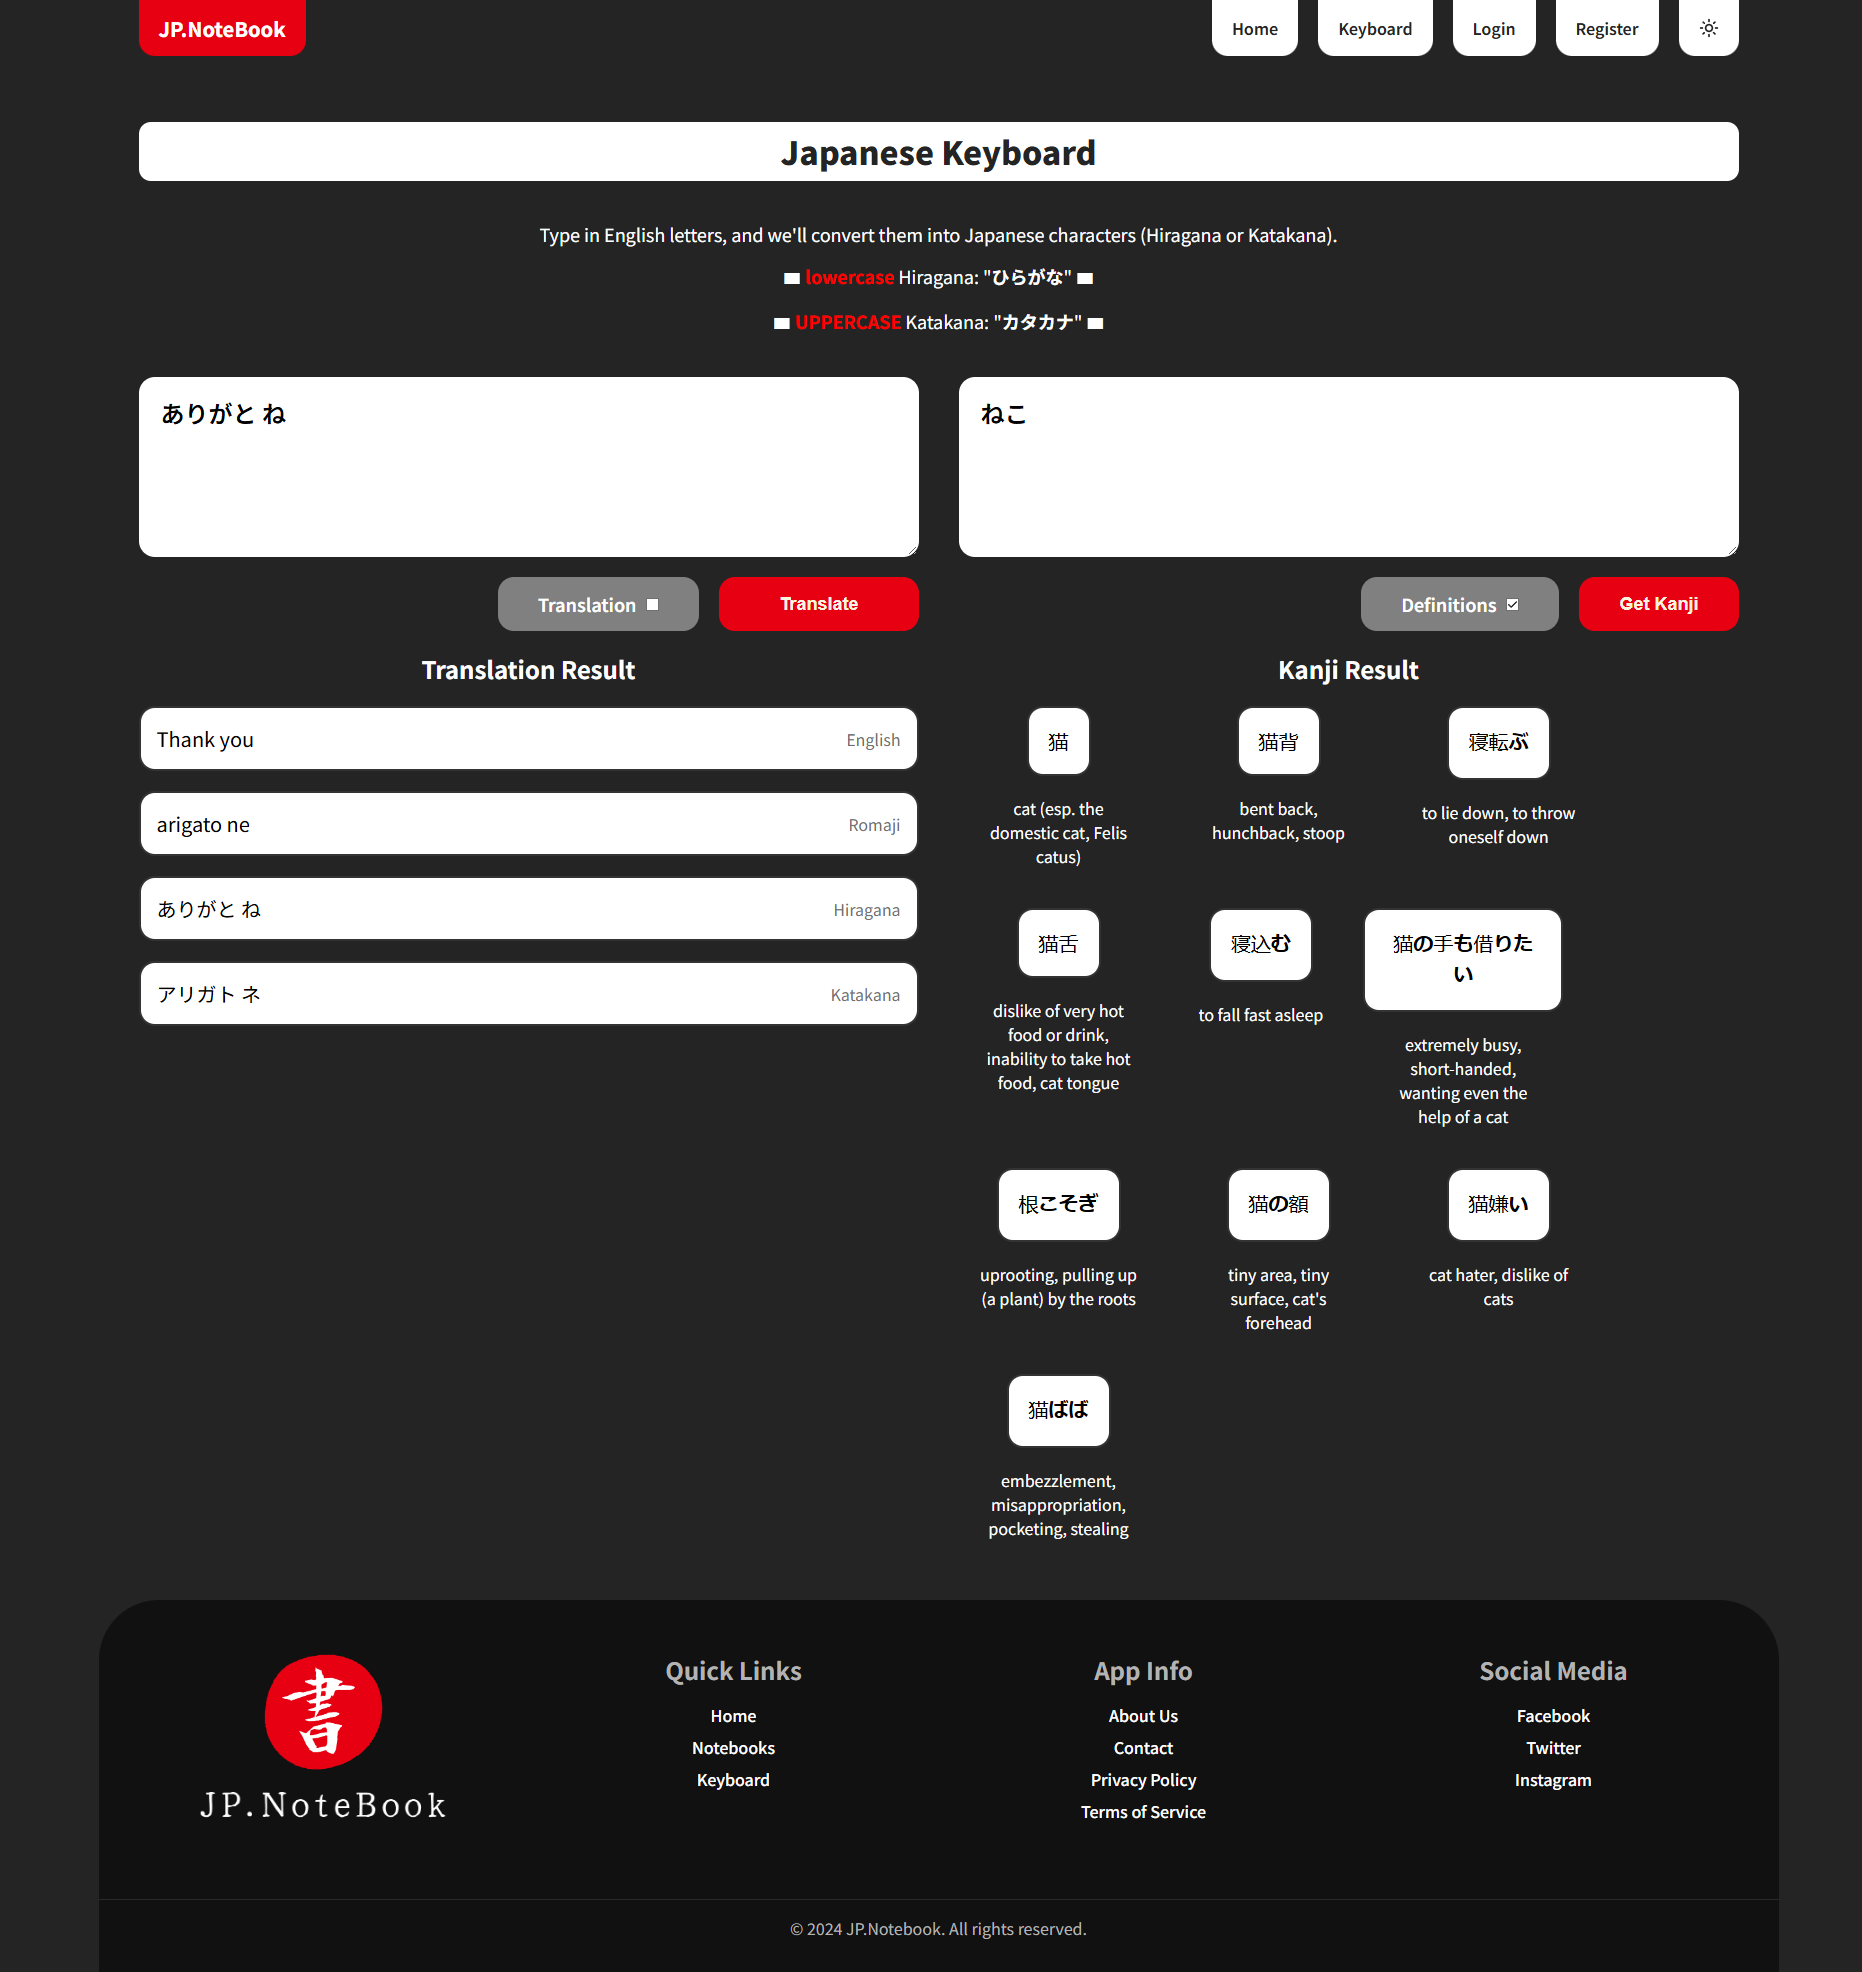 JP.NoteBook
Home
Keyboard
Login
Register
Japanese Keyboard
Type in English letters, and we'll convert them into Japanese characters (Hiragana or Katakana).
lowercase Hiragana: "ひらがな"
UPPERCASE Katakana: "カタカナ"
ありがと ね
Translation
Translate
Translation Result
Thank you English
arigato ne Romaji
ありがと ね Hiragana
アリガト ネ Katakana
ねこ
Definitions
Get Kanji
Kanji Result
猫
cat (esp. the
domestic cat, Felis
catus)
猫背
bent back,
hunchback, stoop
寝転ぶ
to lie down, to throw
oneself down
猫舌
dislike of very hot
food or drink,
inability to take hot
food, cat tongue
寝込む
to fall fast asleep
猫の手も借りた
い
extremely busy,
short-handed,
wanting even the
help of a cat
根こそぎ
uprooting, pulling up
(a plant) by the roots
猫の額
tiny area, tiny
surface, cat's
forehead
猫嫌い
cat hater, dislike of
cats
猫ばば
embezzlement,
misappropriation,
pocketing, stealing
書
JP.NoteBook
Quick Links
Home
Notebooks
Keyboard
App Info
About Us
Contact
Privacy Policy
Terms of Service
Social Media
Facebook
Twitter
Instagram
© 2024 JP.Notebook. All rights reserved.